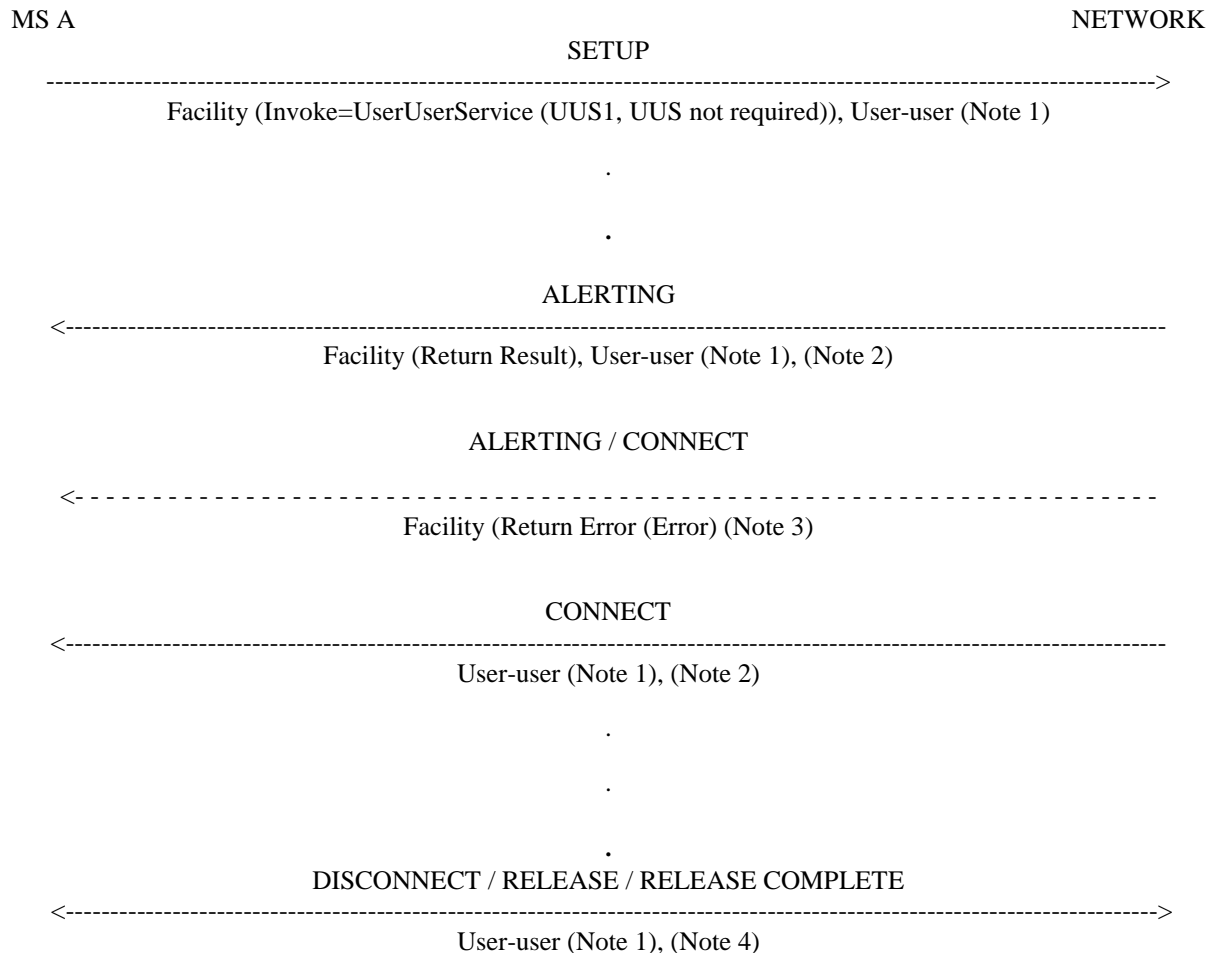 MS A NETWORK
SETUP
------------------------------------------------------------------------------------------------------------------------------>
Facility (Invoke=UserUserService (UUS1, UUS not required)), User-user (Note 1)
.
.
ALERTING
<-----------------------------------------------------------------------------------------------------------------------------
Facility (Return Result), User-user (Note 1), (Note 2)
ALERTING / CONNECT
<- - - - - - - - - - - - - - - - - - - - - - - - - - - - - - - - - - - - - - - - - - - - - - - - - - - - - - - - - - - - - - - - - - - - - -
Facility (Return Error (Error) (Note 3)
CONNECT
<-----------------------------------------------------------------------------------------------------------------------------
User-user (Note 1), (Note 2)
.
.
.
DISCONNECT / RELEASE / RELEASE COMPLETE
<---------------------------------------------------------------------------------------------------------------------------->
User-user (Note 1), (Note 4)